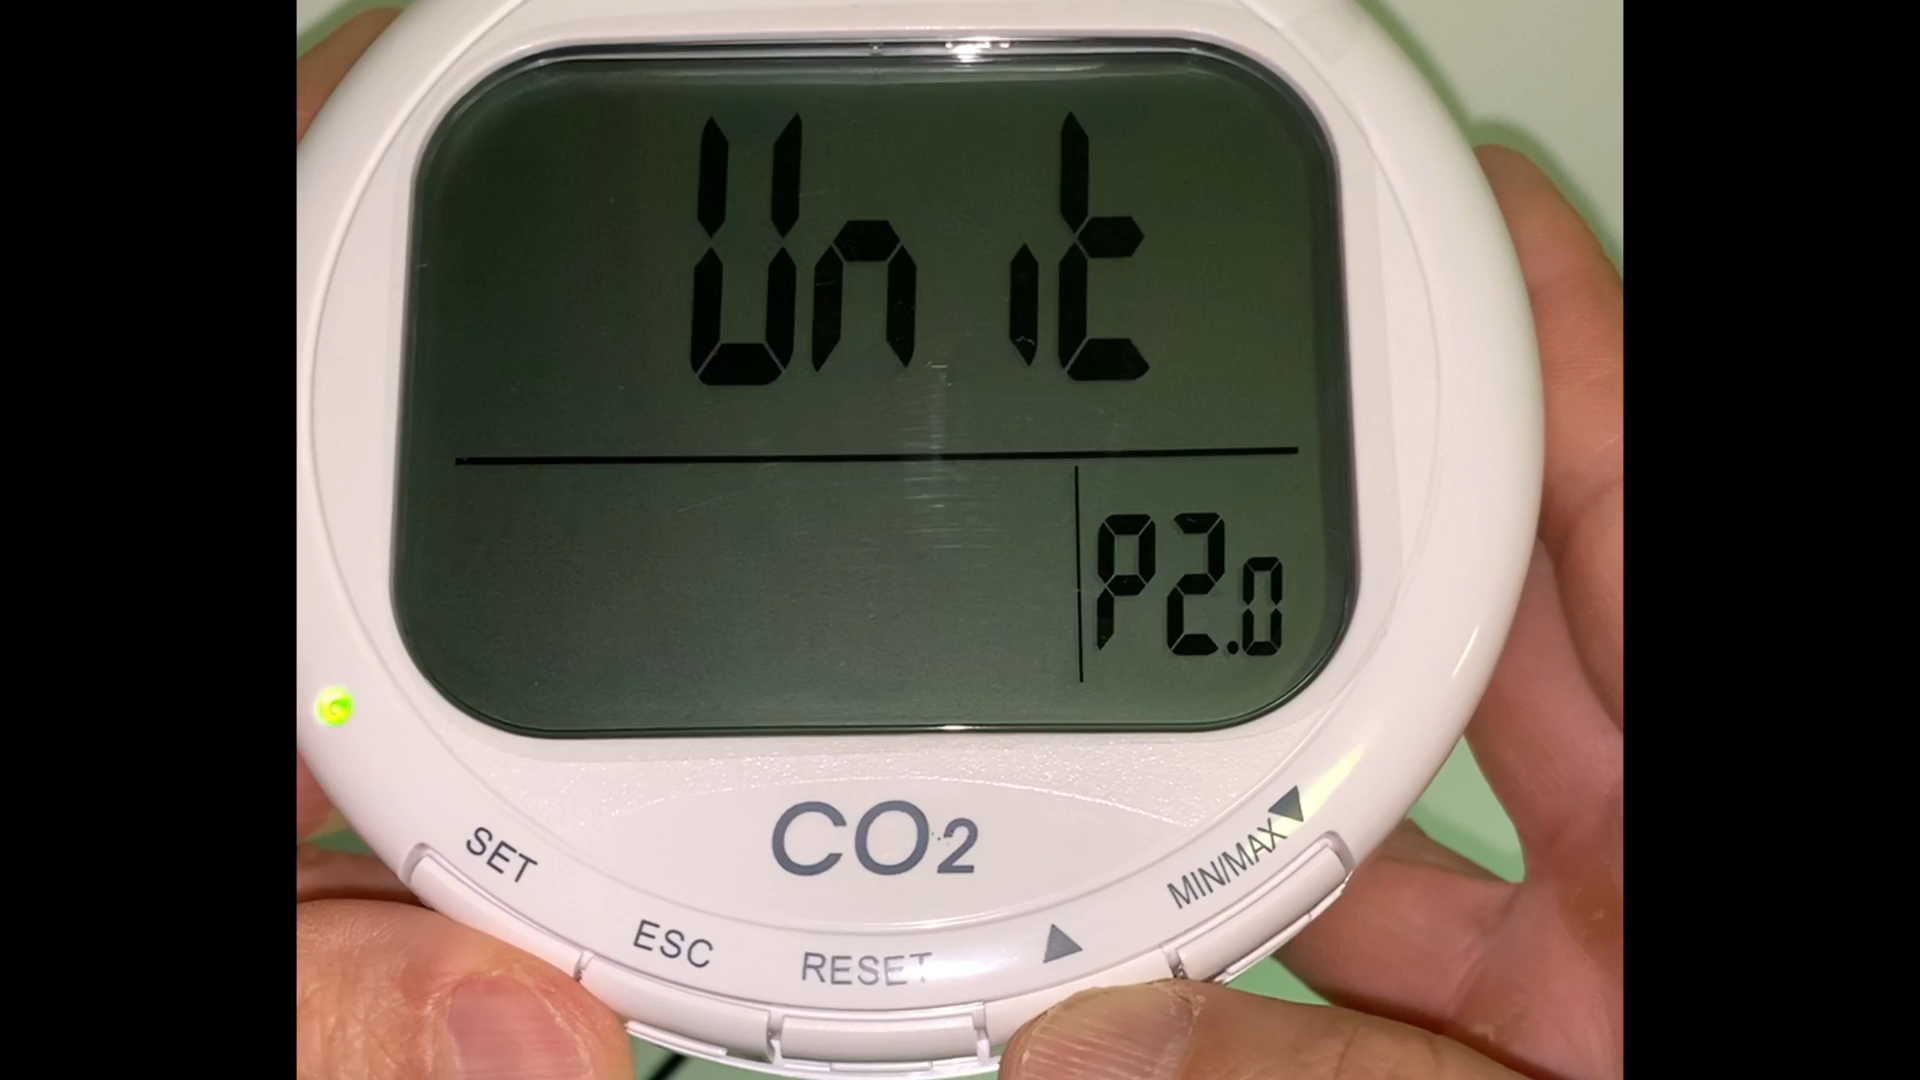 Unit
P2.0
CO2
SET
ESC
RESET
▲
MIN/MAX▼